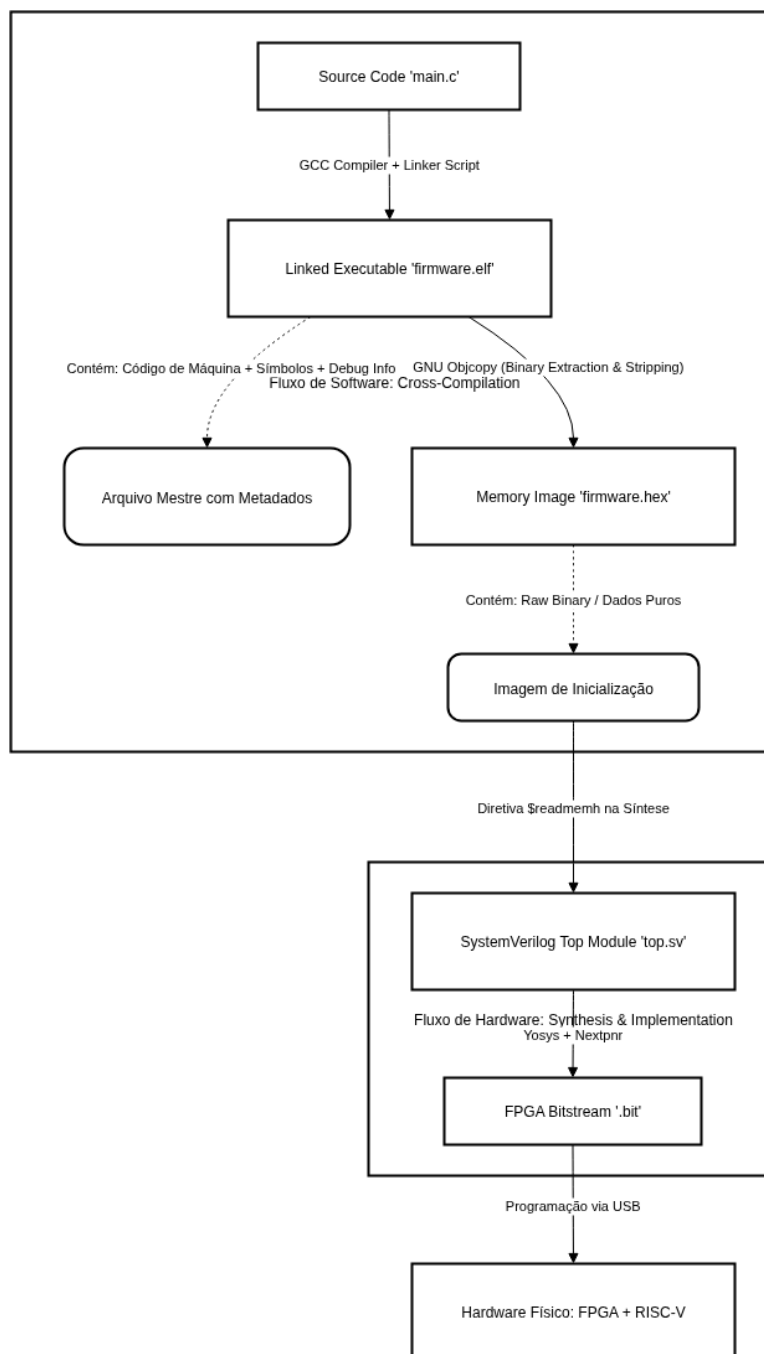 Source Code 'main.c'
GCC Compiler + Linker Script
Linked Executable 'firmware.elf'
Contém: Código de Máquina + Símbolos + Debug Info
GNU Objcopy (Binary Extraction & Stripping)
Fluxo de Software: Cross-Compilation
Arquivo Mestre com Metadados
Memory Image 'firmware.hex'
Contém: Raw Binary / Dados Puros
Imagem de Inicialização
Diretiva $readmemh na Síntese
SystemVerilog Top Module 'top.sv'
Fluxo de Hardware: Synthesis & Implementation
Yosys + Nextpnr
FPGA Bitstream '.bit'
Programação via USB
Hardware Físico: FPGA + RISC-V